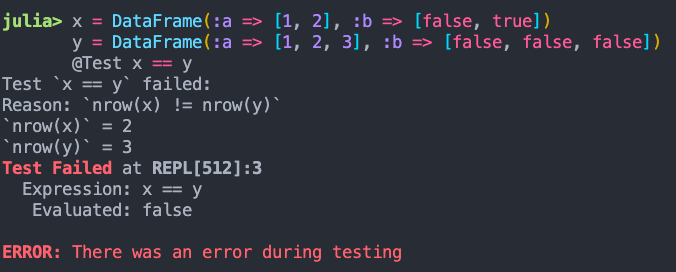 julia> x = DataFrame(:a => [1, 2], :b => [false, true])
y = DataFrame(:a => [1, 2, 3], :b => [false, false, false])
@Test x == y
Test `x == y` failed:
Reason: `nrow(x) != nrow(y)`
`nrow(x)` = 2
`nrow(y)` = 3
Test Failed at REPL[512]:3
Expression: x == y
Evaluated: false
ERROR: There was an error during testing